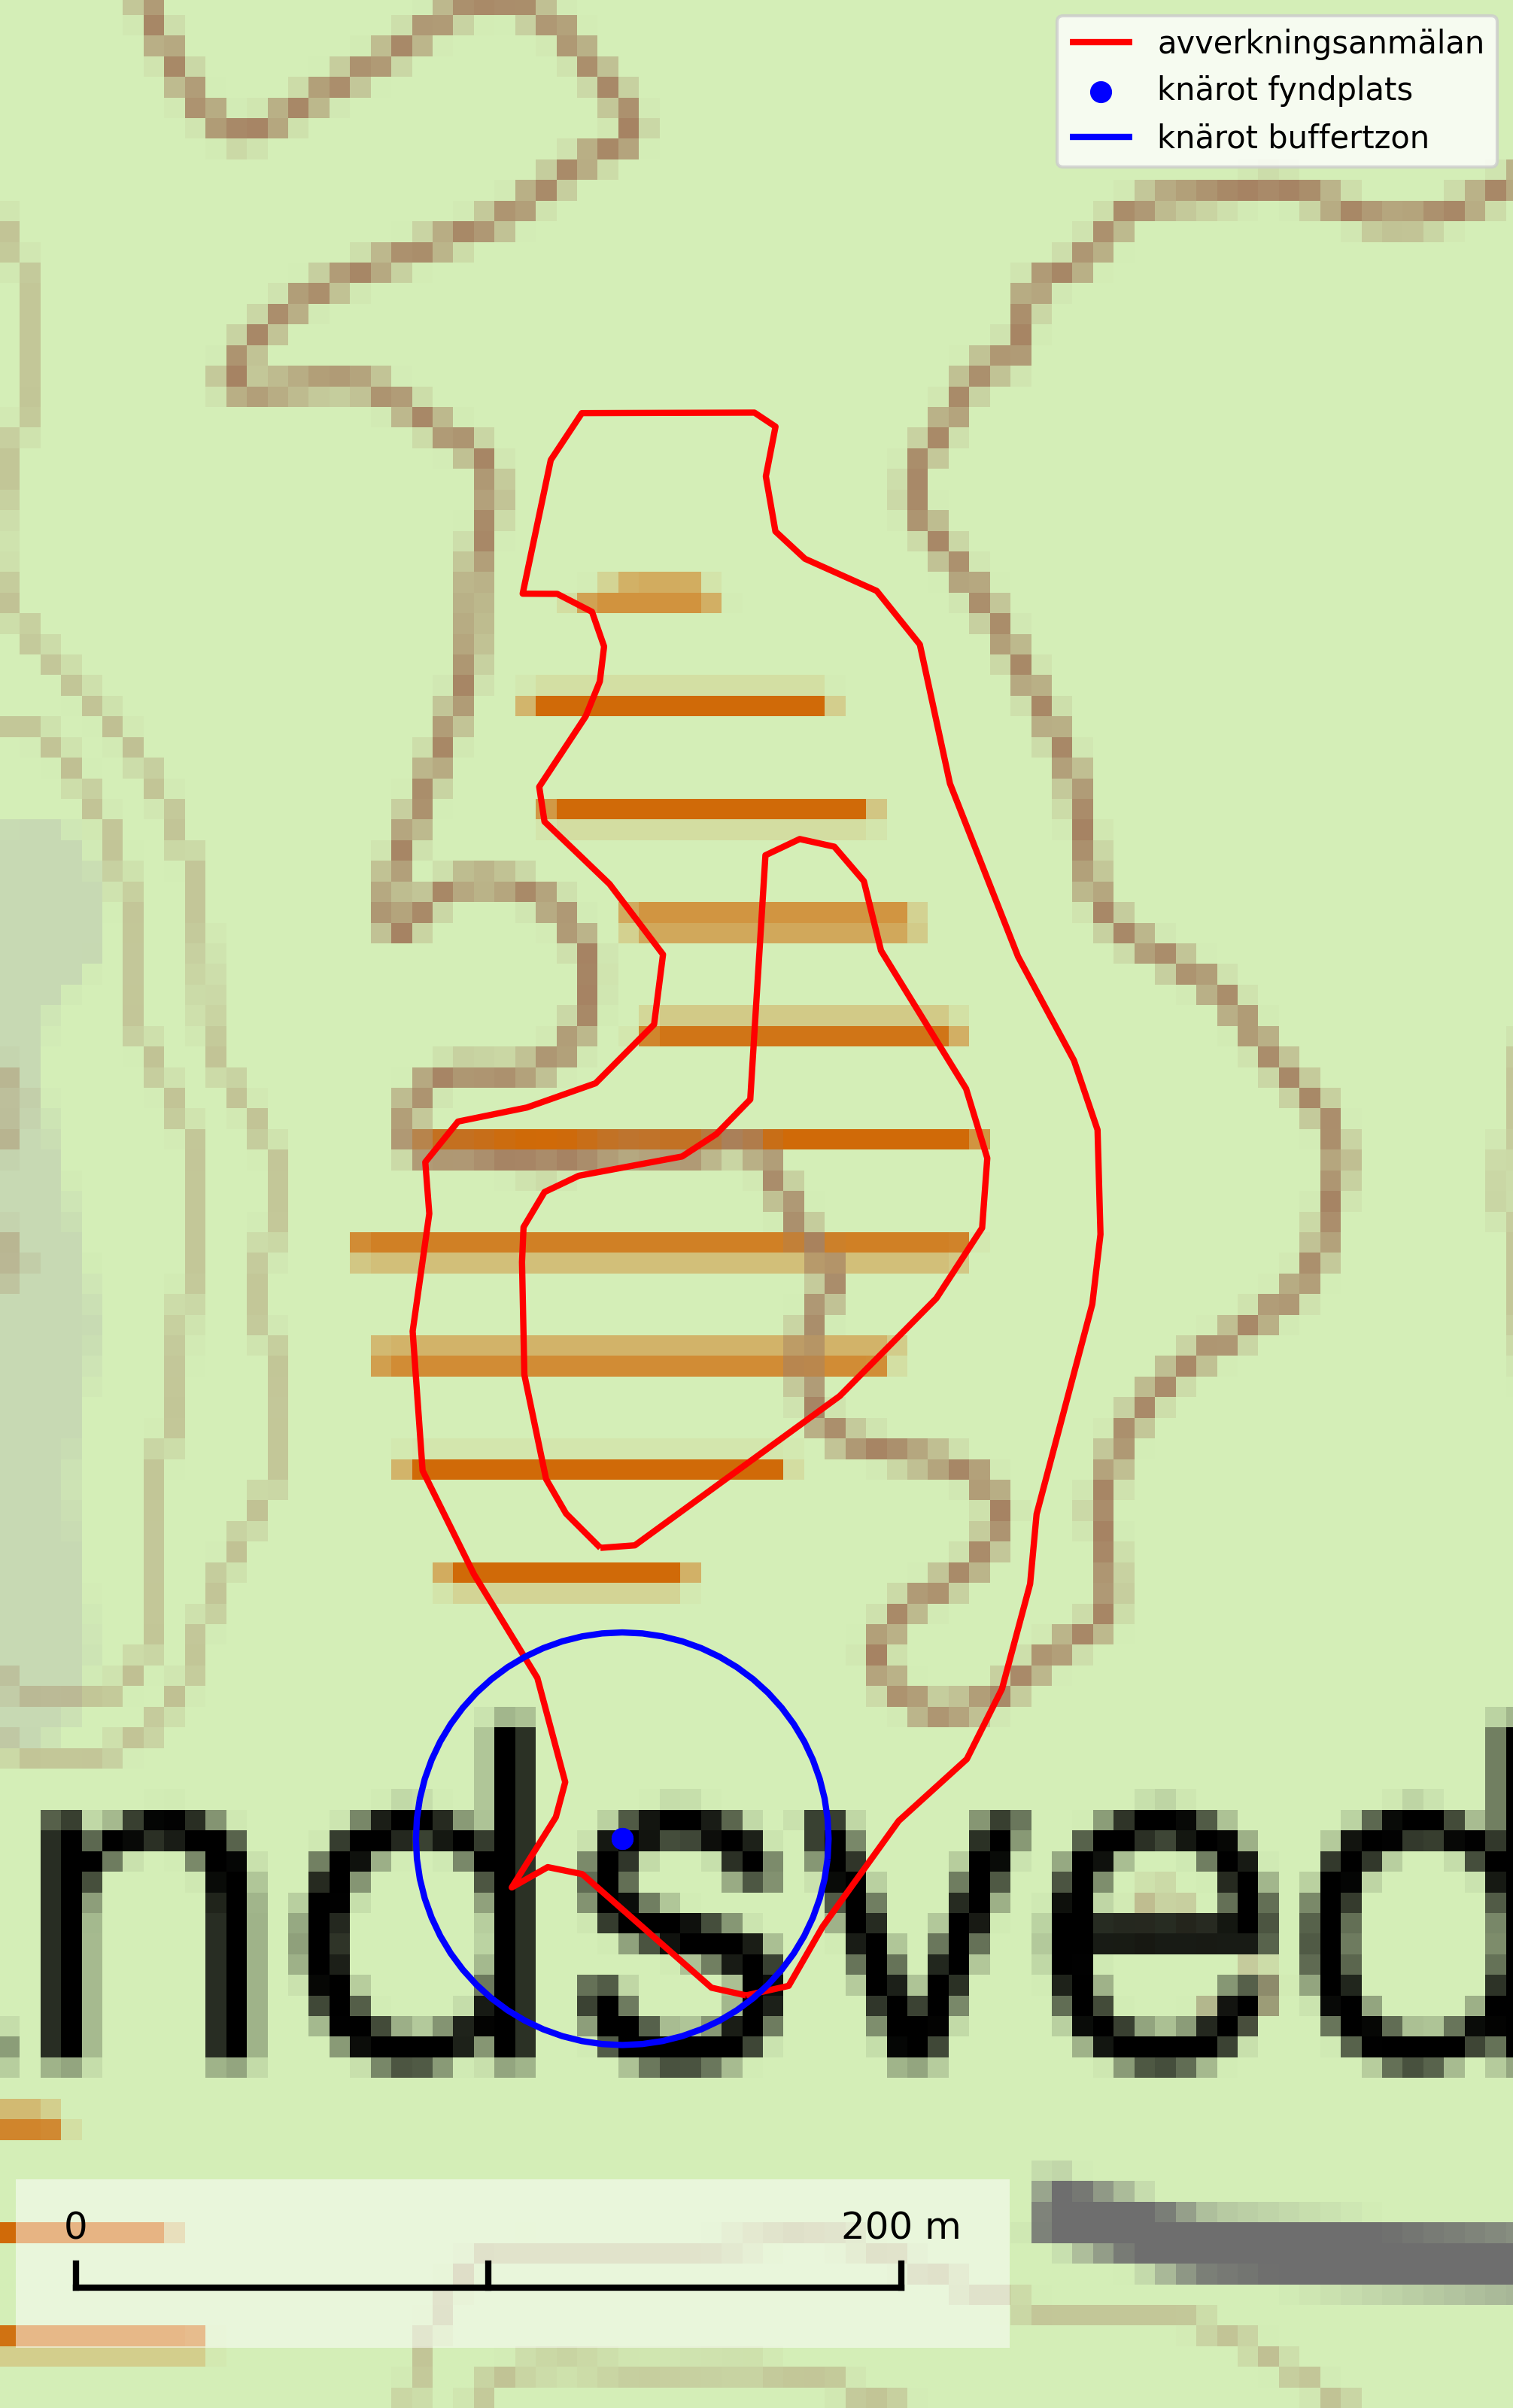 avverkningsanmälan
knärot fyndplats
knärot buffertzon
ndsved
0 200 m